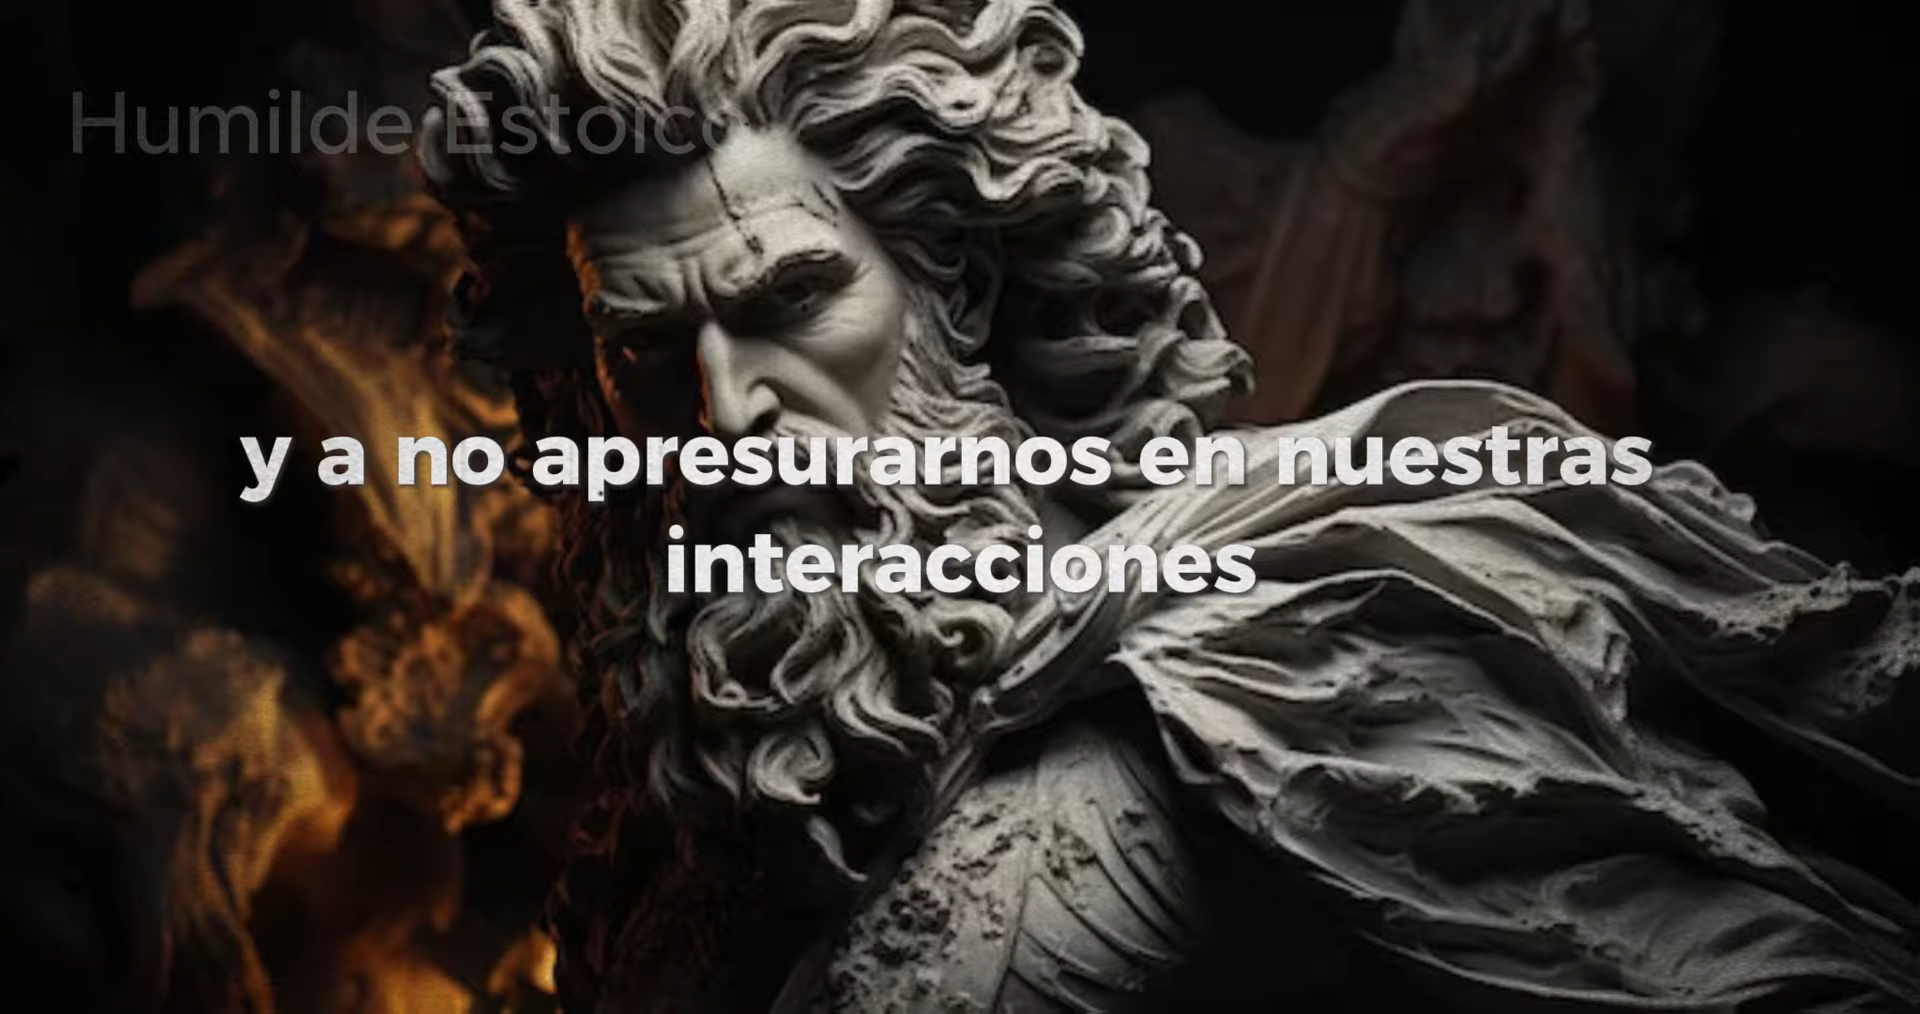 Humilde Estoico
y a no apresurarnos en nuestras
interacciones